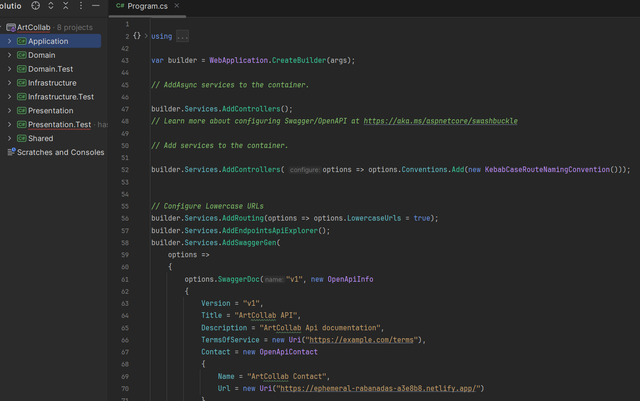 olutio
C# Program.cs ×
ArtCollab 8 projects
Application
Domain
Domain.Test
Infrastructure
Infrastructure.Test
Presentation
Presentation.Test · has
Shared
Scratches and Consoles
1
2 {} > using ...
42
43 var builder = WebApplication.CreateBuilder(args);
44
45 // AddAsync services to the container.
46
47 builder.Services.AddControllers();
48 // Learn more about configuring Swagger/OpenAPI at https://aka.ms/aspnetcore/swashbuckle
49
50 // Add services to the container.
51
52 builder.Services.AddControllers( configure: options => options.Conventions.Add(new KebabCaseRouteNamingConvention()));
53
54
55 // Configure Lowercase URLs
56 builder.Services.AddRouting(options => options.LowercaseUrls = true);
57 builder.Services.AddEndpointsApiExplorer();
58 builder.Services.AddSwaggerGen(
59 options =>
60 {
61 options.SwaggerDoc( name: "v1", new OpenApiInfo
62 {
63 Version = "v1",
64 Title = "ArtCollab API",
65 Description = "ArtCollab Api documentation",
66 TermsOfService = new Uri("https://example.com/terms"),
67 Contact = new OpenApiContact
68 {
69 Name = "ArtCollab Contact",
70 Url = new Uri("https://ephemeral-rabanadas-a3e8b8.netlify.app/")